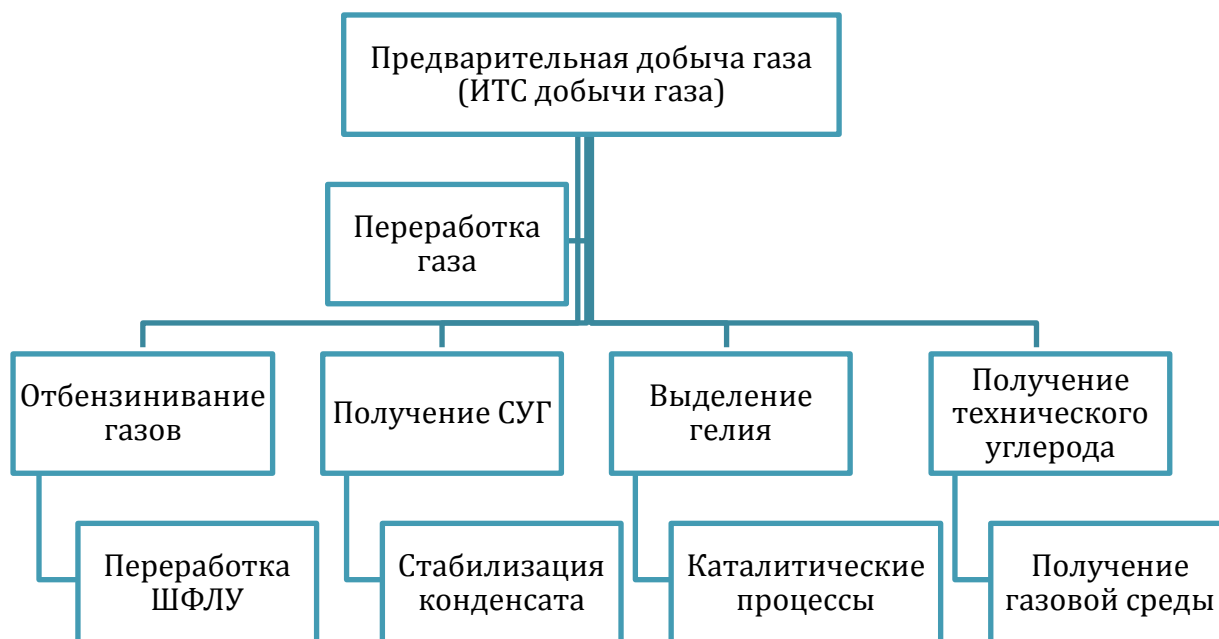 Предварительная добыча газа
(ИТС добычи газа)
Переработка
газа
Отбензинивание
газов
Получение СУГ
Выделение
гелия
Получение
технического
углерода
Переработка
ШФЛУ
Стабилизация
конденсата
Каталитические
процессы
Получение
газовой среды